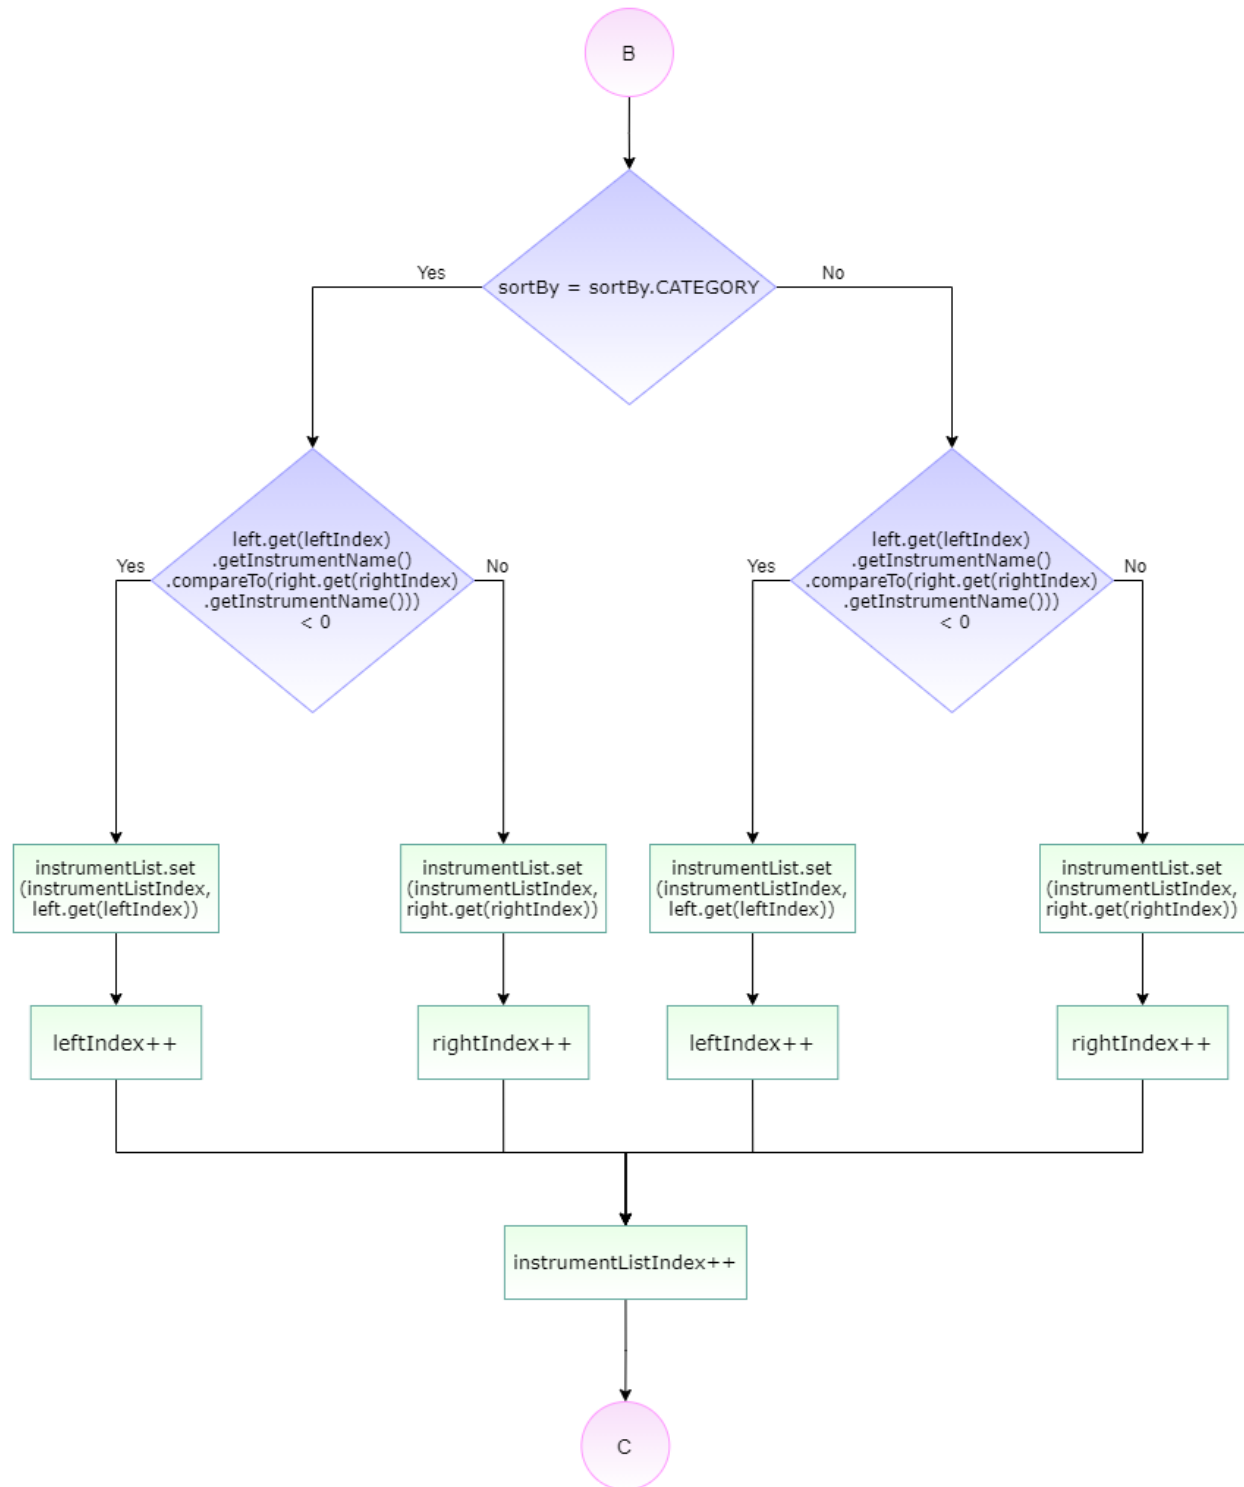 B
Yes
No
sortBy = sortBy.CATEGORY
left.get(leftIndex)
.getInstrumentName()
.compareTo(right.get(rightIndex)
.getInstrumentName()))
< 0
Yes
No
left.get(leftIndex)
.getInstrumentName()
.compareTo(right.get(rightIndex)
.getInstrumentName()))
< 0
Yes
No
instrumentList.set
(instrumentListIndex,
left.get(leftIndex))
instrumentList.set
(instrumentListIndex,
right.get(rightIndex))
instrumentList.set
(instrumentListIndex,
left.get(leftIndex))
instrumentList.set
(instrumentListIndex,
right.get(rightIndex))
leftIndex++
rightIndex++
leftIndex++
rightIndex++
instrumentListIndex++
C